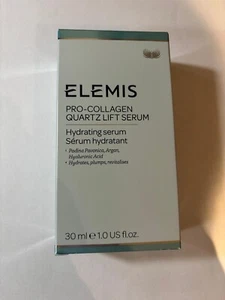 ELEMIS
PRO-COLLAGEN
QUARTZ LIFT SERUM
Hydrating serum
Sérum hydratant
• Padina Pavonica, Argan,
Hyaluronic Acid
• Hydrates, plumps, revitalises
30 ml e 1.0 US fl.oz.